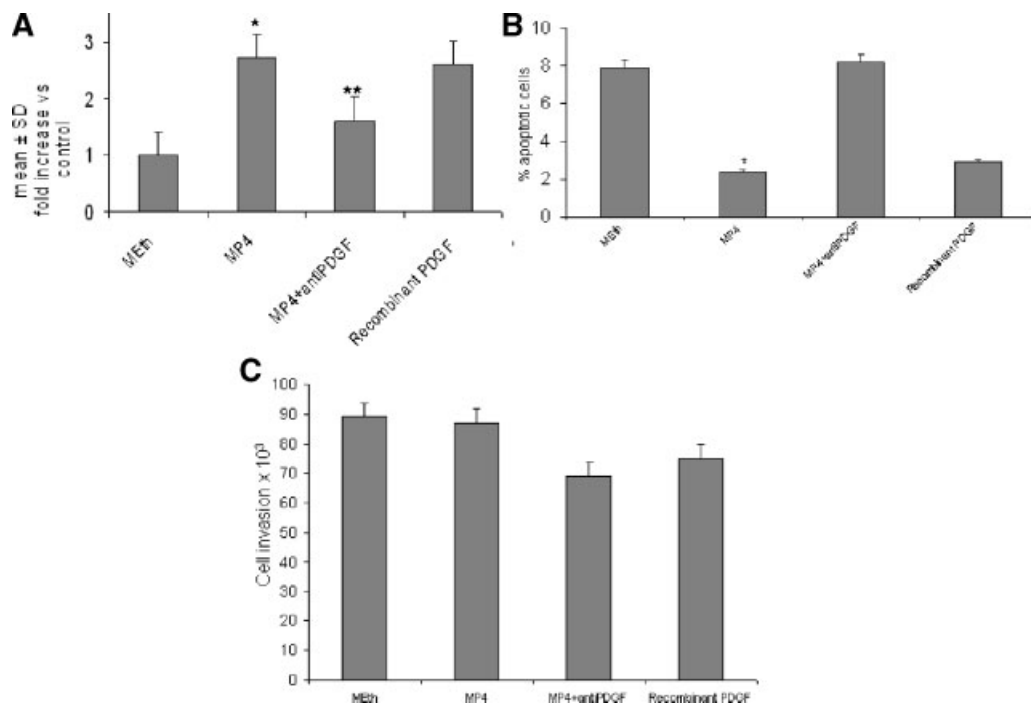 A
mean ± SD
fold increase vs
control
3
2
1
0
*
**
MEth
MP4
MP4+antiPDGF
Recombinant PDGF
B
% apoptotic cells
10
8
6
4
2
0
MEth
MP4
MP4+antiPDGF
Recombinant PDGF
C
Cell invasion x 10³
100
90
80
70
60
50
40
30
20
10
0
MEth
MP4
MP4+antiPDGF
Recombinant PDGF